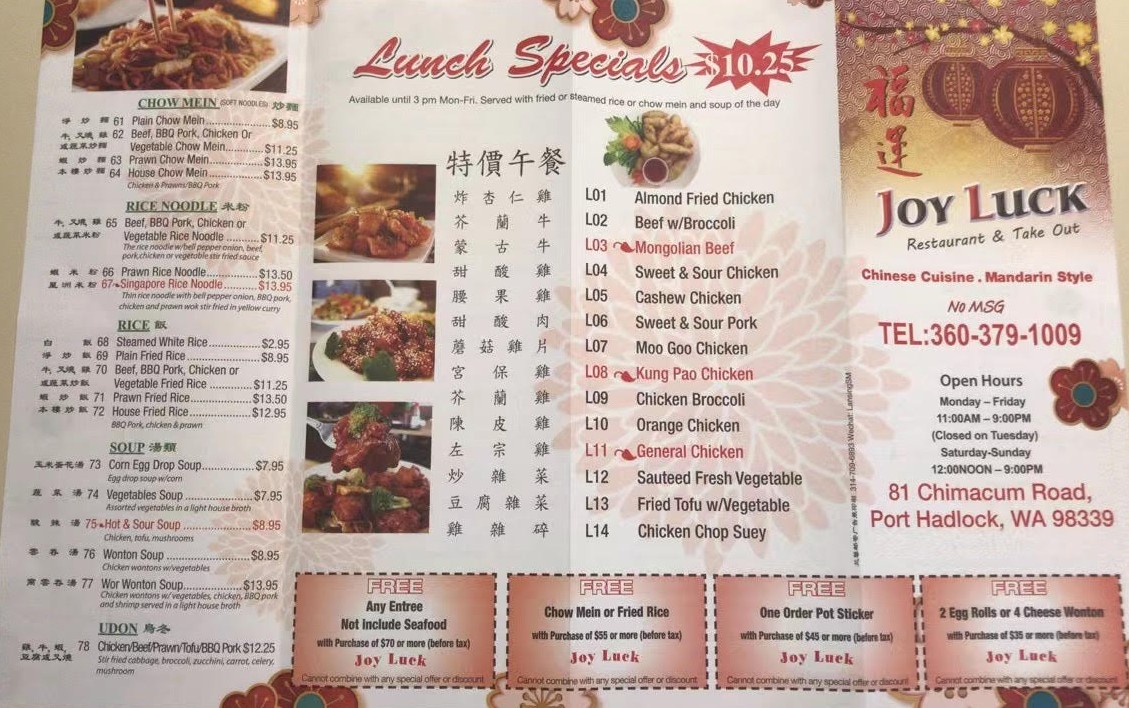 CHOW MEIN (SOFT NOODLES) 炒麵
淨炒麵 61 Plain Chow Mein..................$8.95
牛, 叉燒, 雞 62 Beef, BBQ Pork, Chicken Or
或蔬菜炒麵 Vegetable Chow Mein............$11.25
蝦炒麵 63 Prawn Chow Mein.................$13.95
本樓炒麵 64 House Chow Mein.................$13.95
Chicken & Prawns/BBQ Pork
RICE NOODLE 米粉
牛, 叉燒, 雞 65 Beef, BBQ Pork, Chicken or
或蔬菜米粉 Vegetable Rice Noodle ..........$11.25
The rice noodle w/bell pepper onion, beef,
pork,chicken or vegetable stir fried sauce
蝦米粉 66 Prawn Rice Noodle................$13.50
星洲米粉 67 Singapore Rice Noodle..........$13.95
Thin rice noodle with bell pepper onion, BBQ pork,
chicken and prawn wok stir fried in yellow curry
RICE 飯
白飯 68 Steamed White Rice................$2.95
淨炒飯 69 Plain Fried Rice......................$8.95
牛, 叉燒, 雞 70 Beef, BBQ Pork, Chicken or
或蔬菜炒飯 Vegetable Fried Rice ............$11.25
蝦炒飯 71 Prawn Fried Rice...................$13.50
本樓炒飯 72 House Fried Rice..................$12.95
BBQ Pork, chicken & prawn
SOUP 湯類
玉米蛋花湯 73 Corn Egg Drop Soup...............$7.95
Egg drop soup w/corn
蔬菜湯 74 Vegetables Soup ....................$7.95
Assorted vegetables in a light house broth
酸辣湯 75 Hot & Sour Soup ....................$8.95
Chicken, tofu, mushrooms
雲吞湯 76 Wonton Soup ........................$8.95
Chicken wontons w/vegetables
窩雲吞湯 77 Wor Wonton Soup.................$13.95
Chicken wontons w/ vegetables, chicken, BBQ pork
and shrimp served in a light house broth
UDON 烏冬
雞, 牛, 蝦, 78 Chicken/Beef/Prawn/Tofu/BBQ Pork $12.25
豆腐或叉燒 Stir fried cabbage, broccoli, zucchini, carrot, celery,
mushroom
Lunch Specials $10.25
Available until 3 pm Mon-Fri. Served with fried or steamed rice or chow mein and soup of the day
特價午餐
炸杏仁雞 L01 Almond Fried Chicken
芥蘭牛 L02 Beef w/Broccoli
蒙古牛 L03 Mongolian Beef
甜酸雞 L04 Sweet & Sour Chicken
腰果雞 L05 Cashew Chicken
甜酸肉 L06 Sweet & Sour Pork
蘑菇雞片 L07 Moo Goo Chicken
宮保雞 L08 Kung Pao Chicken
芥蘭雞 L09 Chicken Broccoli
陳皮雞 L10 Orange Chicken
左宗雞 L11 General Chicken
炒雜菜 L12 Sauteed Fresh Vegetable
豆腐雜菜 L13 Fried Tofu w/Vegetable
雞雜碎 L14 Chicken Chop Suey
福運
Joy Luck
Restaurant & Take Out
Chinese Cuisine . Mandarin Style
No MSG
TEL:360-379-1009
Open Hours
Monday – Friday
11:00AM – 9:00PM
(Closed on Tuesday)
Saturday-Sunday
12:00NOON – 9:00PM
81 Chimacum Road,
Port Hadlock, WA 98339
FREE
Any Entree
Not Include Seafood
with Purchase of $70 or more (before tax)
Joy Luck
Cannot combine with any special offer or discount
FREE
Chow Mein or Fried Rice
with Purchase of $55 or more (before tax)
Joy Luck
Cannot combine with any special offer or discount
FREE
One Order Pot Sticker
with Purchase of $45 or more (before tax)
Joy Luck
Cannot combine with any special offer or discount
FREE
2 Egg Rolls or 4 Cheese Wonton
with Purchase of $35 or more (before tax)
Joy Luck
Cannot combine with any special offer or discount